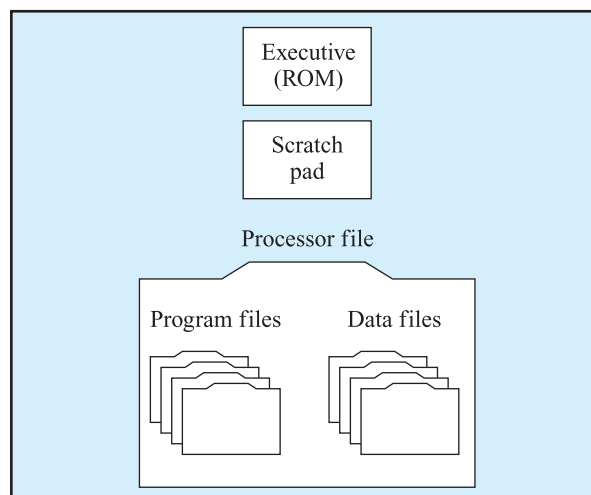 Executive
(ROM)
Scratch
pad
Processor file
Program files
Data files